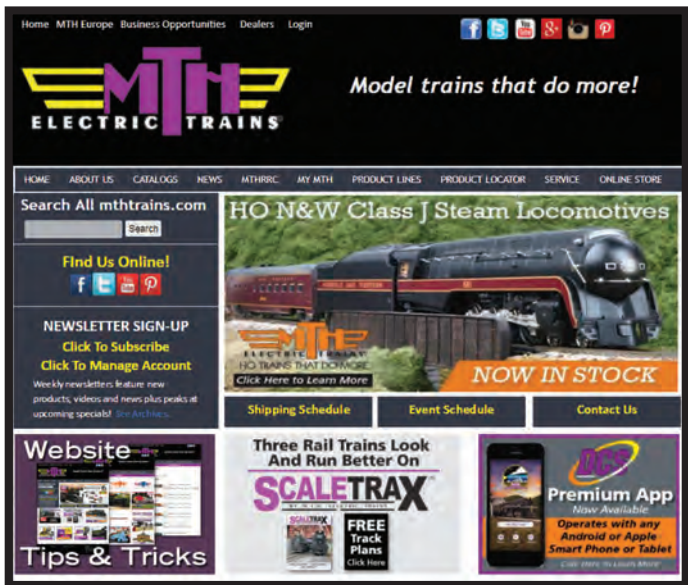 Home MTH Europe Business Opportunities Dealers Login
MTH
ELECTRIC TRAINS
Model trains that do more!
HOME ABOUT US CATALOGS NEWS MTHRRC MY MTH PRODUCT LINES PRODUCT LOCATOR SERVICE ONLINE STORE
Search All mthtrains.com
Search
FInd Us Online!
NEWSLETTER SIGN-UP
Click To Subscribe
Click To Manage Account
Weekly newsletters feature new
products, videos and news plus peaks at
upcoming specials! See Archives.
HO N&W Class J Steam Locomotives
MTH
ELECTRIC TRAINS
HO TRAINS THAT DO MORE
Click Here to Learn More
NOW IN STOCK
Shipping Schedule Event Schedule Contact Us
Website
Tips & Tricks
Three Rail Trains Look
And Run Better On
SCALETRAX
SCALETRAX
FREE
Track
Plans
Click Here
DCS
Premium App
Now Available
Operates with any
Android or Apple
Smart Phone or Tablet
Click Here to Learn More